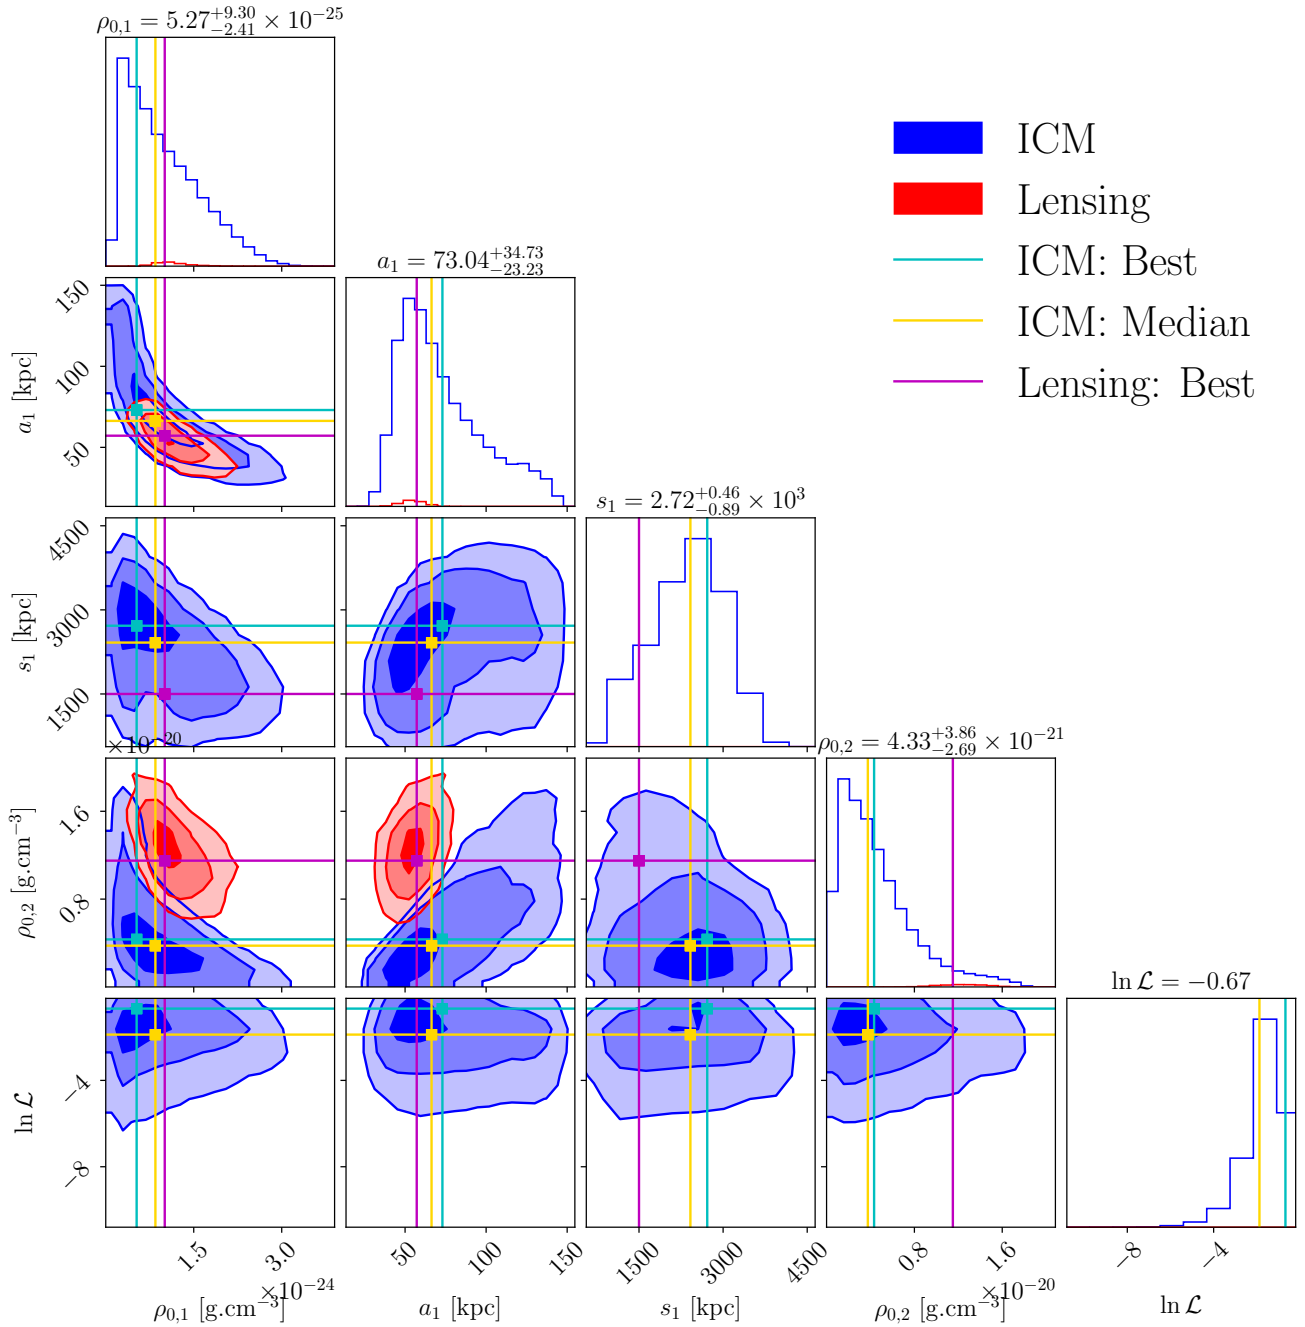 ρ₀,₁ = 5.27⁺⁹·³⁰₋₂.₄₁ × 10⁻²⁵
ICM
Lensing
ICM: Best
ICM: Median
Lensing: Best
a₁ = 73.04⁺³⁴·⁷³₋₂₃.₂₃
150
100
50
a₁ [kpc]
s₁ = 2.72⁺⁰·⁴⁶₋₀.₈₉ × 10³
4500
3000
1500
s₁ [kpc]
×10⁻²⁰
ρ₀,₂ = 4.33⁺³·⁸⁶₋₂.₆₉ × 10⁻²¹
1.6
0.8
ρ₀,₂ [g.cm⁻³]
ln ℒ = −0.67
−4
−8
ln ℒ
1.5 3.0
×10⁻²⁴
ρ₀,₁ [g.cm⁻³]
50 100 150
a₁ [kpc]
1500 3000 4500
s₁ [kpc]
0.8 1.6
×10⁻²⁰
ρ₀,₂ [g.cm⁻³]
−8 −4
ln ℒ